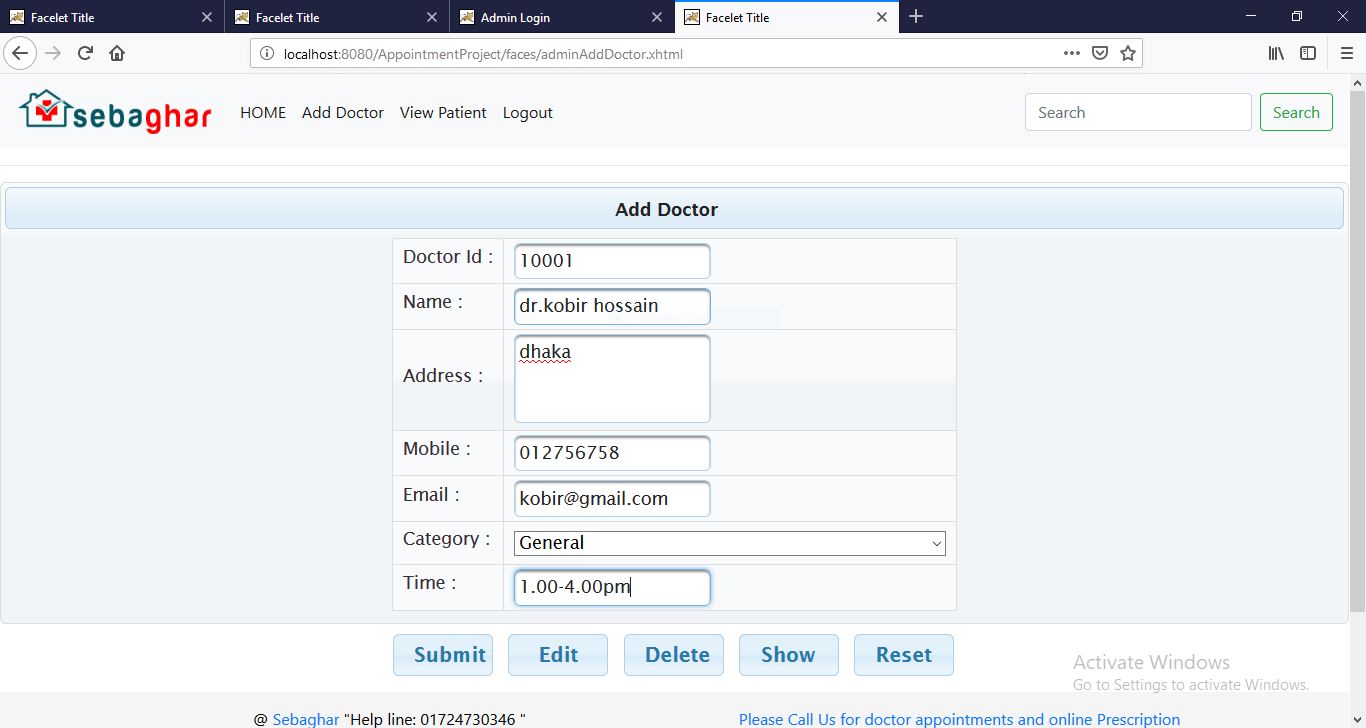 Facelet Title Facelet Title Admin Login Facelet Title
localhost:8080/AppointmentProject/faces/adminAddDoctor.xhtml
sebaghar HOME Add Doctor View Patient Logout Search Search
Add Doctor
Doctor Id : 10001
Name : dr.kobir hossain
Address : dhaka
Mobile : 012756758
Email : kobir@gmail.com
Category : General
Time : 1.00-4.00pm
Submit Edit Delete Show Reset
Activate Windows
Go to Settings to activate Windows.
@ Sebaghar "Help line: 01724730346 " Please Call Us for doctor appointments and online Prescription